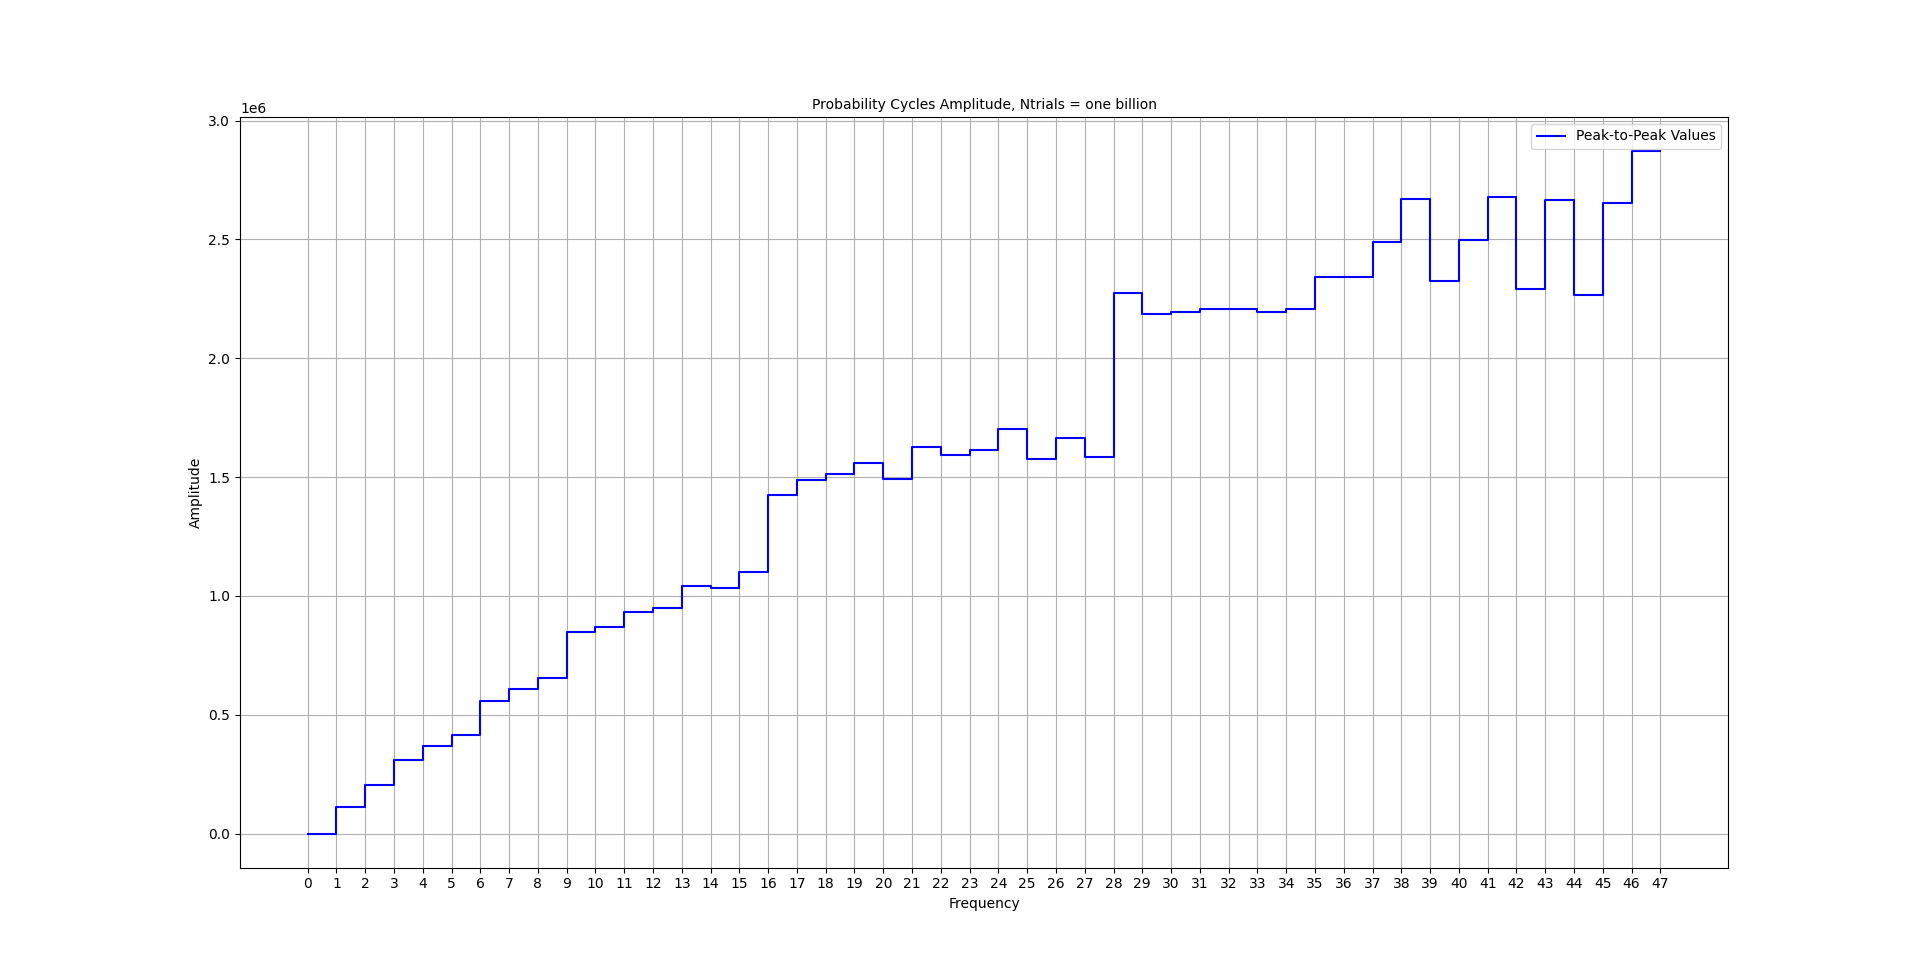 Probability Cycles Amplitude, Ntrials = one billion
1e6
Peak-to-Peak Values
3.0
2.5
2.0
1.5
1.0
0.5
0.0
Amplitude
0 1 2 3 4 5 6 7 8 9 10 11 12 13 14 15 16 17 18 19 20 21 22 23 24 25 26 27 28 29 30 31 32 33 34 35 36 37 38 39 40 41 42 43 44 45 46 47
Frequency